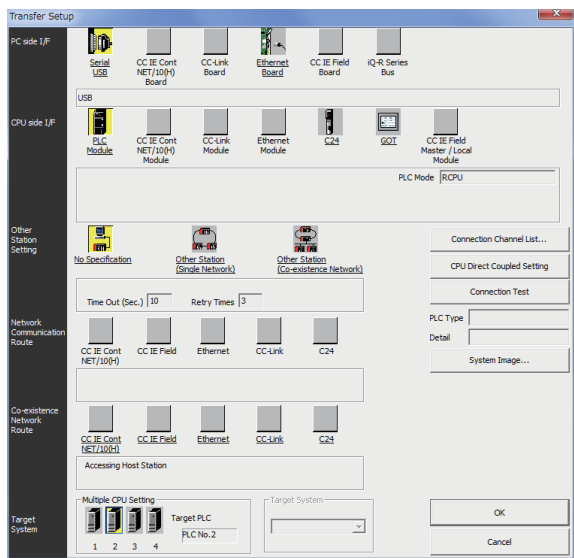 Transfer Setup
PC side I/F
Serial USB
CC IE Cont NET/10(H) Board
CC-Link Board
Ethernet Board
CC IE Field Board
iQ-R Series Bus
USB
CPU side I/F
PLC Module
CC IE Cont NET/10(H) Module
CC-Link Module
Ethernet Module
C24
GOT
CC IE Field Master / Local Module
PLC Mode RCPU
Other Station Setting
No Specification
Other Station (Single Network)
Other Station (Co-existence Network)
Time Out (Sec.) 10 Retry Times 3
Connection Channel List...
CPU Direct Coupled Setting
Connection Test
PLC Type
Detail
System Image...
Network Communication Route
CC IE Cont NET/10(H)
CC IE Field
Ethernet
CC-Link
C24
Co-existence Network Route
CC IE Cont NET/10(H)
CC IE Field
Ethernet
CC-Link
C24
Accessing Host Station
Target System
Multiple CPU Setting
1 2 3 4
Target PLC
PLC No.2
Target System
OK
Cancel